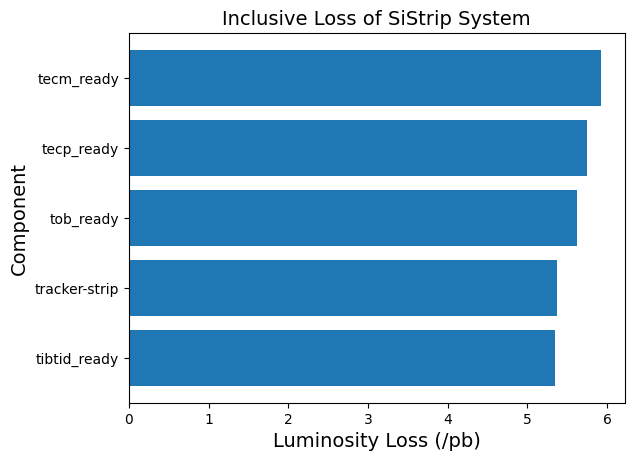 Inclusive Loss of SiStrip System
Component
tecm_ready
tecp_ready
tob_ready
tracker-strip
tibtid_ready
0 1 2 3 4 5 6
Luminosity Loss (/pb)